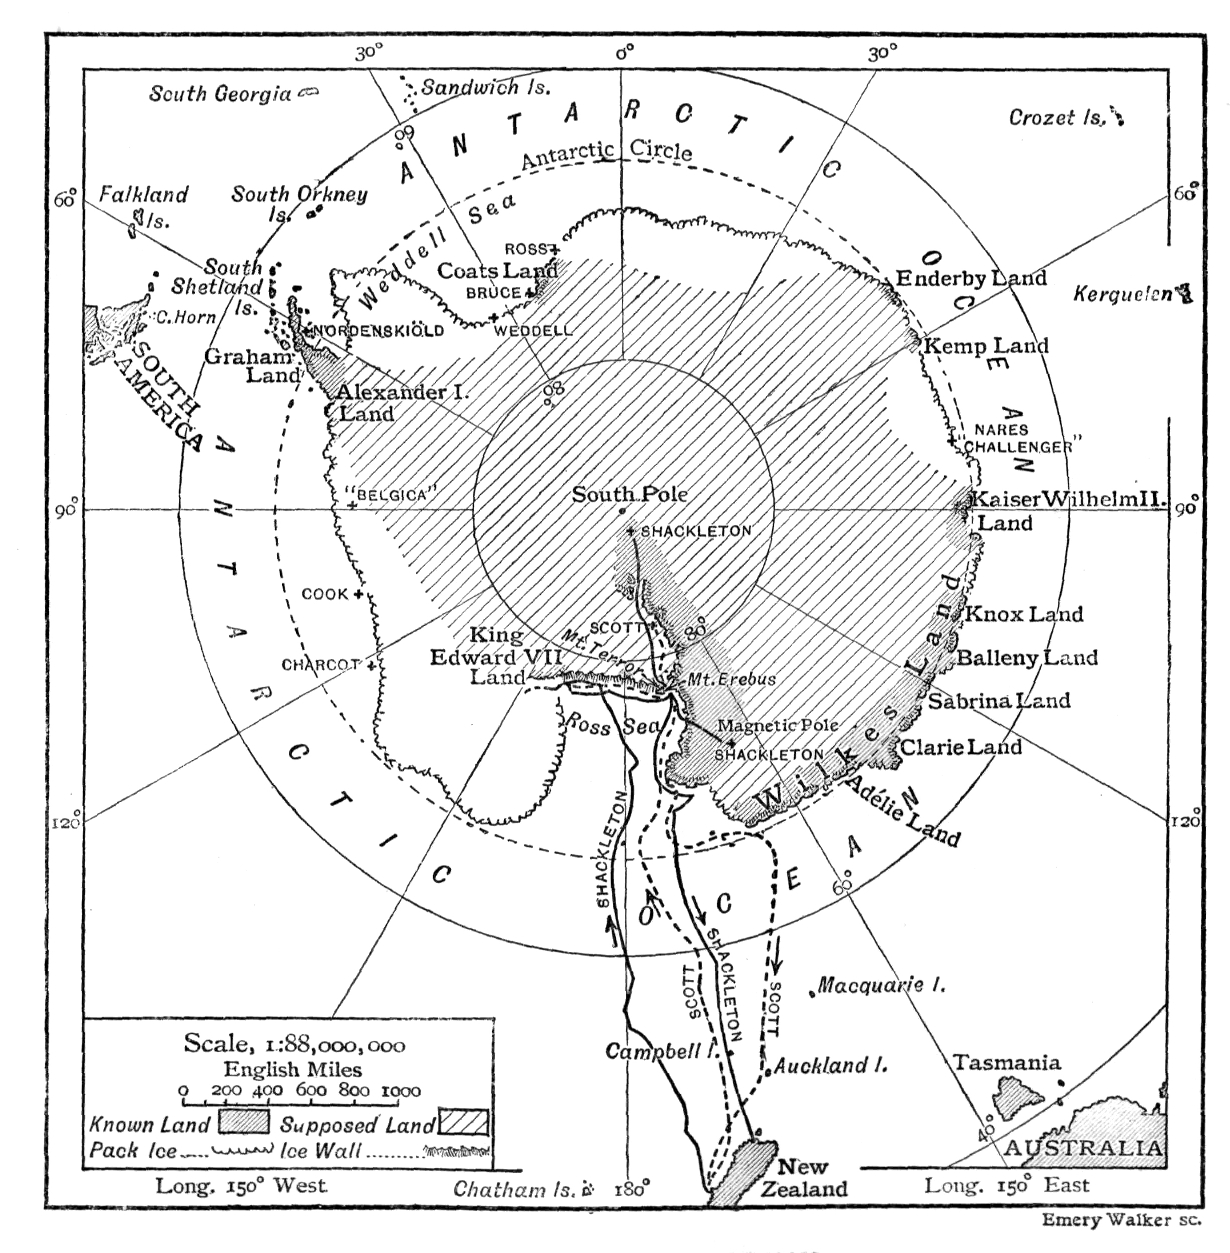 30° 0° 30°
South Georgia
Sandwich Is.
Crozet Is.
60°
ANTARCTIC OCEAN
Antarctic Circle
60°
Falkland
Is.
South Orkney
Is.
60°
Weddell Sea
ROSS
Coats Land
BRUCE
WEDDELL
Enderby Land
Kerguelen
South
Shetland
Is.
C. Horn
NORDENSKIÖLD
Kemp Land
SOUTH
AMERICA
Graham
Land
Alexander I.
Land
80°
NARES
"CHALLENGER"
"BELGICA"
South Pole
90°
Kaiser Wilhelm II.
Land
90°
SHACKLETON
COOK
Knox Land
King
Edward VII
Land
SCOTT
80°
Mt. Terror
Mt. Erebus
CHARCOT
Balleny Land
Sabrina Land
Ross Sea
Magnetic Pole
SHACKLETON
Clarie Land
Wilkes Land
Adélie Land
120°
120°
ANTARCTIC OCEAN
60°
SHACKLETON
SCOTT
SHACKLETON
SCOTT
Macquarie I.
Campbell I.
Auckland I.
Tasmania
40°
AUSTRALIA
Scale, 1:88,000,000
English Miles
0 200 400 600 800 1000
Known Land Supposed Land
Pack Ice Ice Wall
Long. 150° West
Chatham Is.
180°
New
Zealand
Long. 150° East
Emery Walker sc.